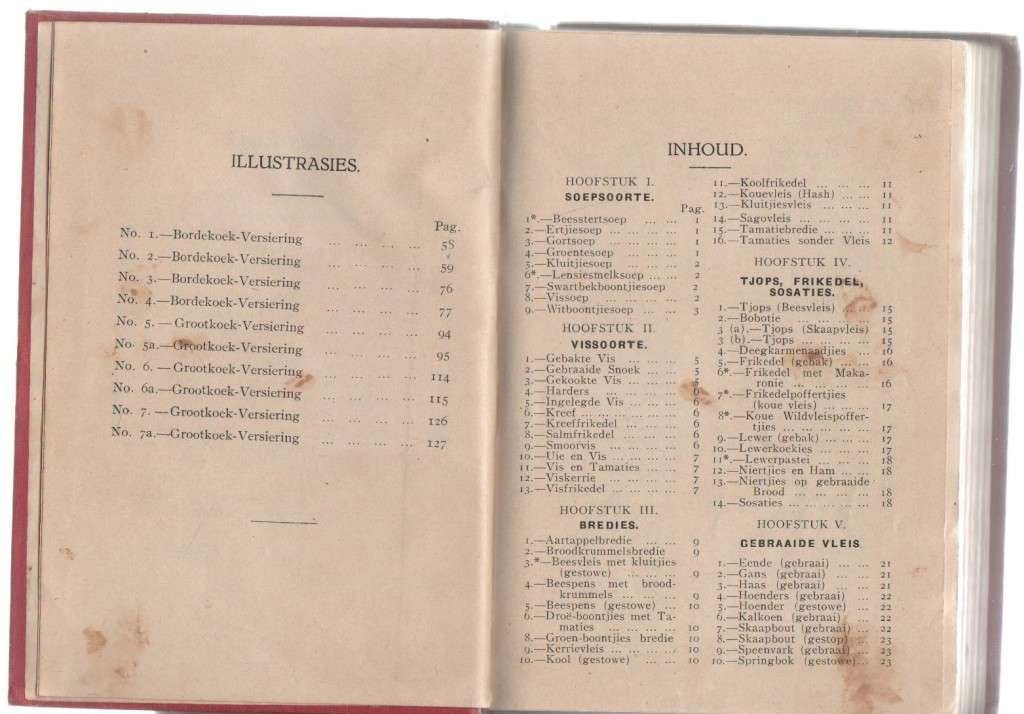 ILLUSTRASIES.
Pag.
No. 1.—Bordekoek-Versiering ... ... ... ... 58
No. 2.—Bordekoek-Versiering ... ... ... ... 59
No. 3.—Bordekoek-Versiering ... ... ... ... 76
No. 4.—Bordekoek-Versiering ... ... ... ... 77
No. 5. — Grootkoek-Versiering ... ... ... ... 94
No. 5a.—Grootkoek-Versiering ... ... ... ... 95
No. 6. — Grootkoek-Versiering ... ... ... ... 114
No. 6a.—Grootkoek-Versiering ... ... ... ... 115
No. 7. — Grootkoek-Versiering ... ... ... ... 126
No. 7a.—Grootkoek-Versiering ... ... ... ... 127
INHOUD.
HOOFSTUK I.
SOEPSOORTE.
Pag.
1*.—Beesstertsoep ... ... 1
2.—Ertjiesoep ... ... ... 1
3.—Gortsoep ... ... ... 1
4.—Groentesoep ... ... 1
5.—Kluitjiesoep ... ... 2
6*.—Lensiesmelksoep ... ... 2
7.—Swartbekboontjiesoep 2
8.—Vissoep ... ... ... 2
9.—Witboontjiesoep ... ... 3
HOOFSTUK II.
VISSOORTE.
1.—Gebakte Vis ... ... 5
2.—Gebraaide Snoek ... ... 5
3.—Gekookte Vis ... ... 5
4.—Harders ... ... ... 6
5.—Ingelegde Vis ... ... 6
6.—Kreef ... ... ... ... 6
7.—Kreeffrikedel ... ... 6
8.—Salmfrikedel ... ... 6
9.—Smoorvis ... ... ... 6
10.—Uie en Vis ... ... ... 7
11.—Vis en Tamaties ... ... 7
12.—Viskerrie ... ... ... 7
13.—Visfrikedel ... ... ... 7
HOOFSTUK III.
BREDIES.
1.—Aartappelbredie ... ... 9
2.—Broodkrummelsbredie 9
3.*—Beesvleis met kluitjies
(gestowe) ... ... ... 9
4.—Beespens met brood-
krummels ... ... ... 9
5.—Beespens (gestowe) ... 10
6.—Droë-boontjies met Ta-
maties ... ... ... ... 10
8.—Groen-boontjies bredie 10
9.—Kerrievleis ... ... ... 10
10.—Kool (gestowe) ... ... 10
11.—Koolfrikedel ... ... ... 11
12.—Kouevleis (Hash) ... ... 11
13.—Kluitjiesvleis ... ... 11
14.—Sagovleis ... ... ... 11
15.—Tamatiebredie ... ... 11
16.—Tamaties sonder Vleis 12
HOOFSTUK IV.
TJOPS, FRIKEDEL,
SOSATIES.
1.—Tjops (Beesvleis) ... ... 15
2.—Bobotie ... ... ... ... 15
3 (a).—Tjops (Skaapvleis) 15
3 (b).—Tjops ... ... ... 15
4.—Deegkarmenaadjies ... 16
5.—Frikedel (gebak) ... ... 16
6*.—Frikedel met Maka-
ronie ... ... ... ... 16
7*.—Frikedelpoffertjies
(koue vleis) ... ... 17
8*.—Koue Wildvleispoffer-
tjies ... ... ... ... 17
9.—Lewer (gebak) ... ... 17
10.—Lewerkoekies ... ... 17
11*.—Lewerpastei ... ... ... 18
12.—Niertjies en Ham ... ... 18
13.—Niertjies op gebraaide
Brood ... ... ... ... 18
14.—Sosaties ... ... ... ... 18
HOOFSTUK V.
GEBRAAIDE VLEIS
1.—Eende (gebraai) ... ... 21
2.—Gans (gebraai) ... ... 21
3.—Haas (gebraai) ... ... 21
4.—Hoenders (gebraai) ... 22
5.—Hoender (gestowe) ... 22
6.—Kalkoen (gebraai) ... 22
7.—Skaapbout (gebraai) ... 22
8.—Skaapbout (gestop) ... 23
9.—Speenvark (gebraai) ... 23
10.—Springbok (gestowe) ... 23